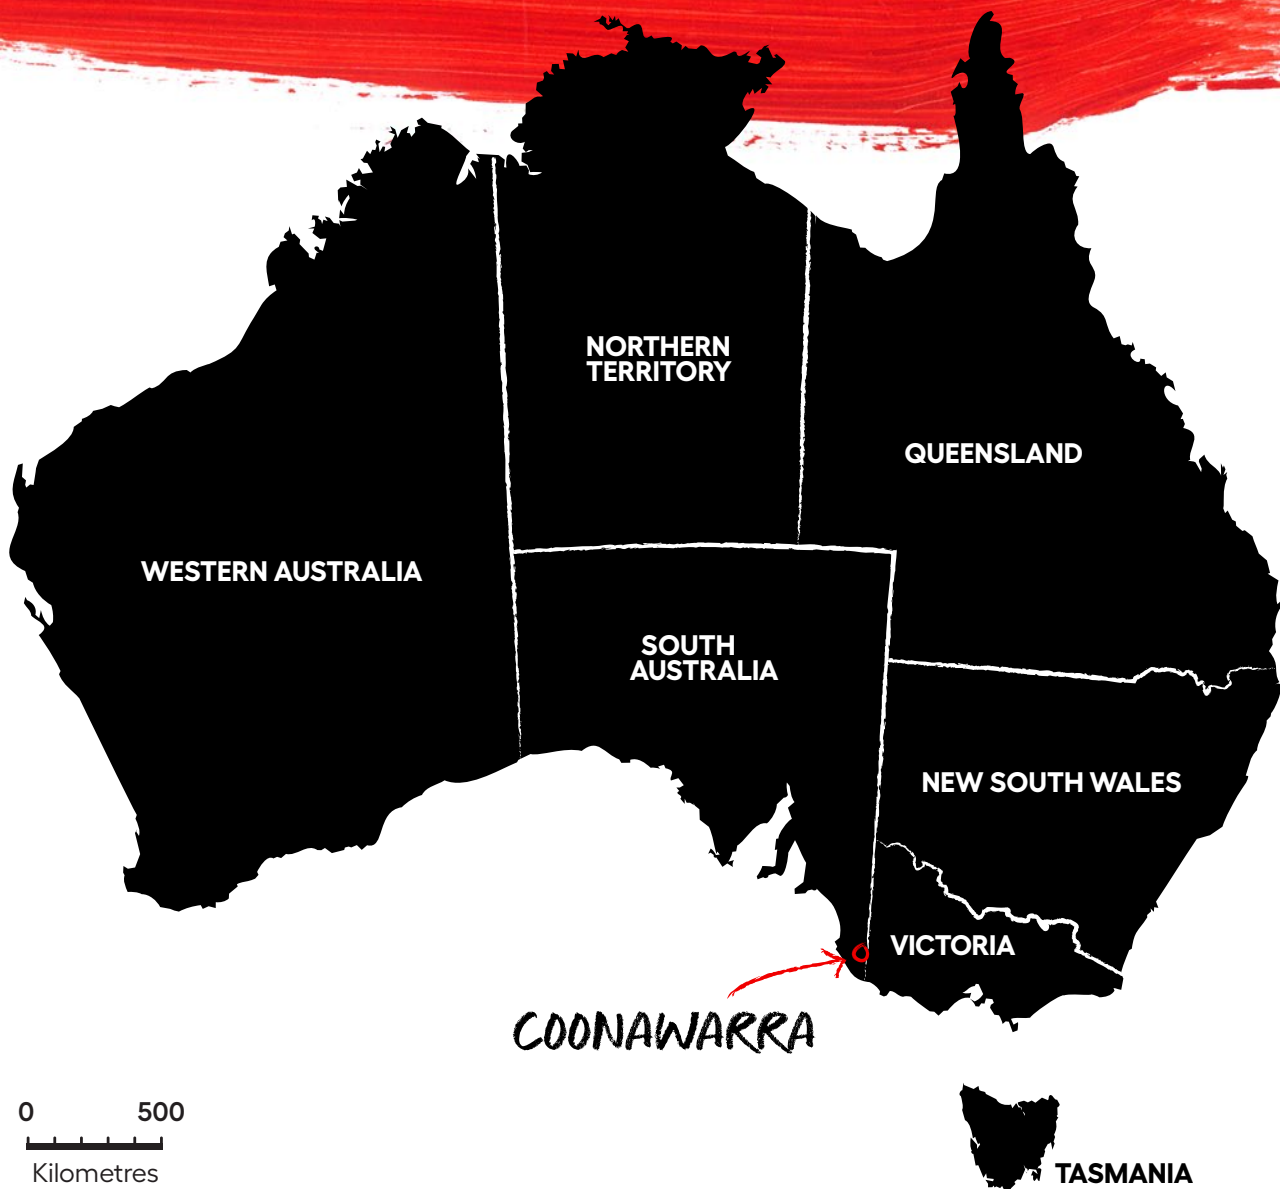 NORTHERN
TERRITORY
QUEENSLAND
WESTERN AUSTRALIA
SOUTH
AUSTRALIA
NEW SOUTH WALES
VICTORIA
COONAWARRA
0 500
Kilometres
TASMANIA